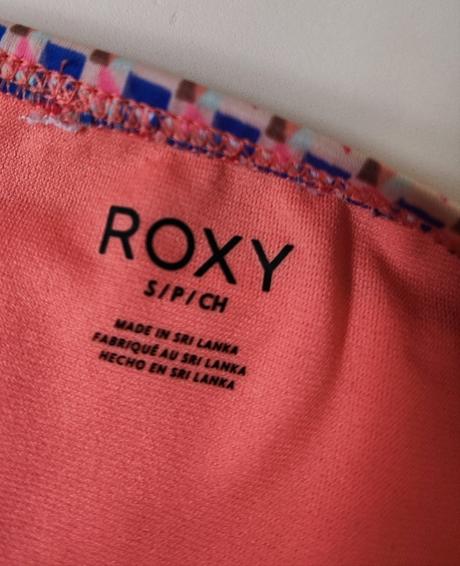 ROXY
S/P/CH
MADE IN SRI LANKA
FABRIQUÉ AU SRI LANKA
HECHO EN SRI LANKA